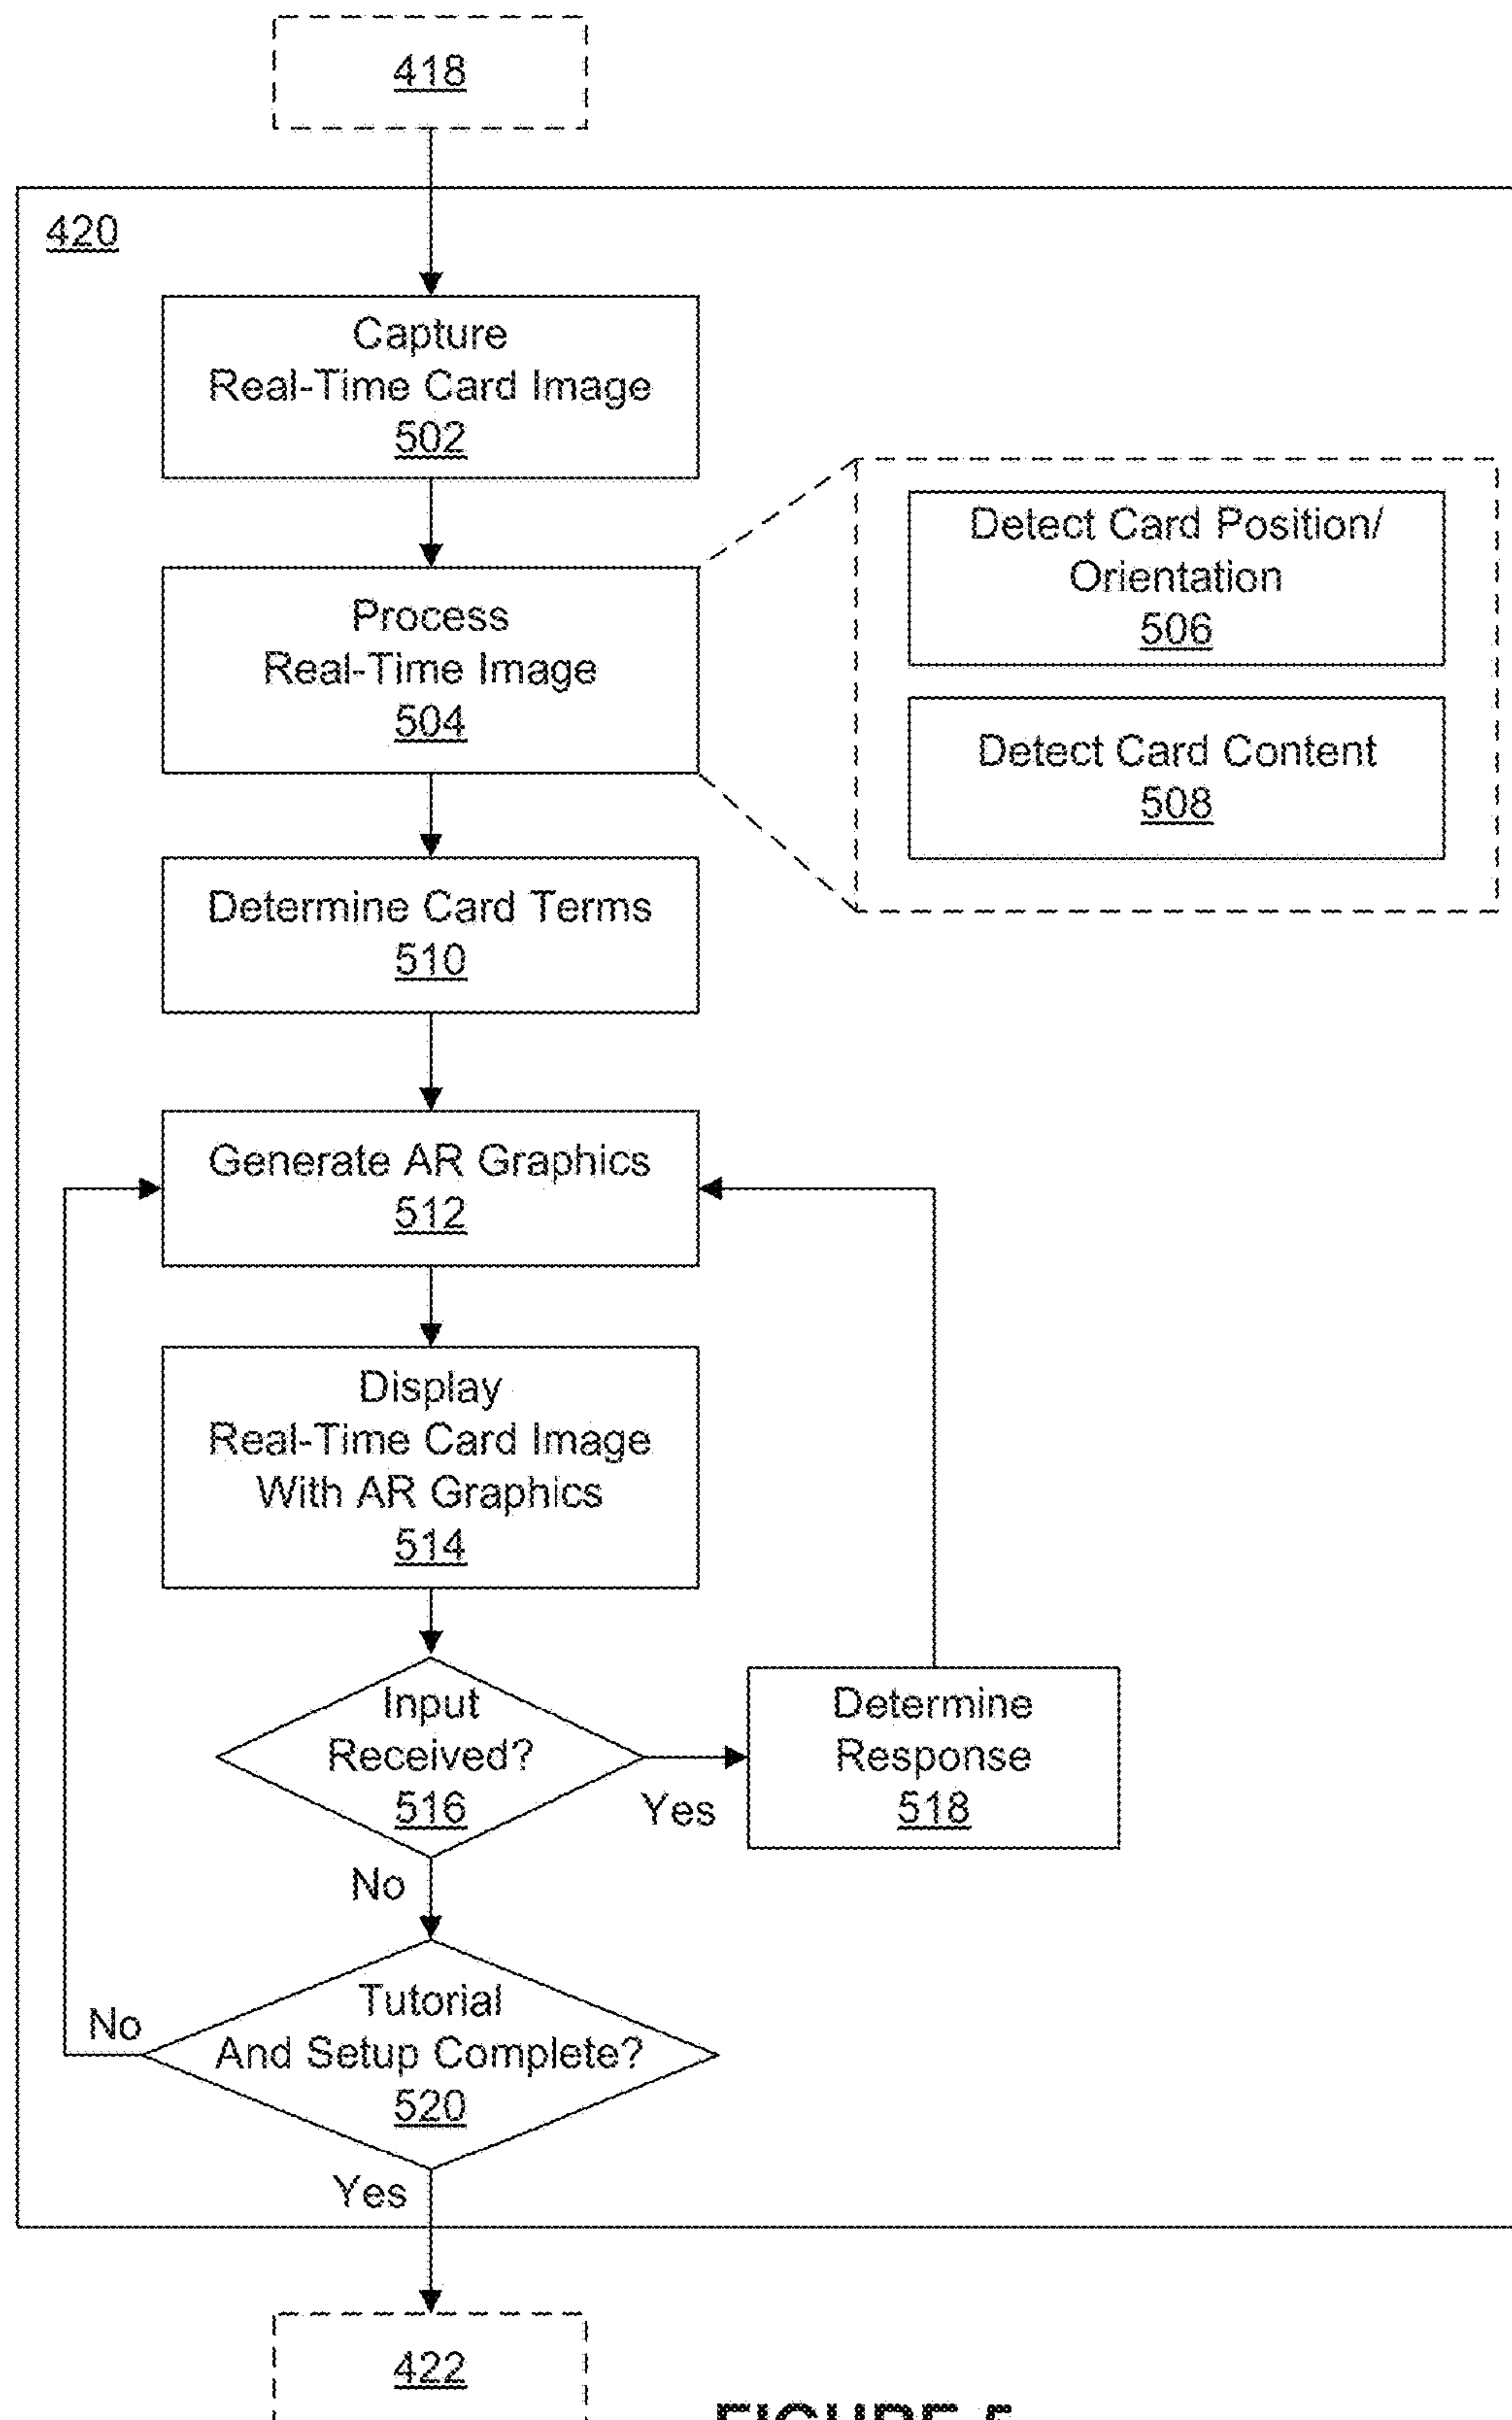 418
420
Capture
Real-Time Card Image
502
Process
Real-Time Image
504
Detect Card Position/
Orientation
506
Detect Card Content
508
Determine Card Terms
510
Generate AR Graphics
512
Display
Real-Time Card Image
With AR Graphics
514
Input
Received?
516
Yes
Determine
Response
518
No
Tutorial
And Setup Complete?
520
No
Yes
422
FIGURE 5